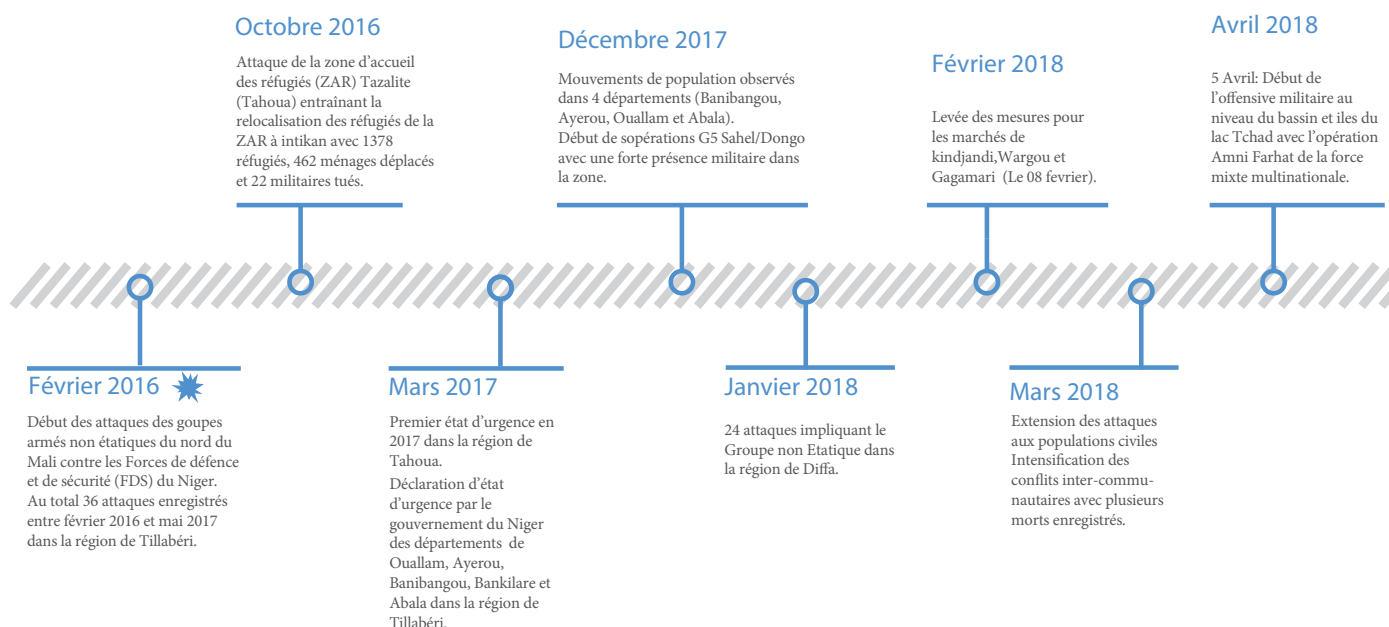 Octobre 2016
Attaque de la zone d'accueil
des réfugiés (ZAR) Tazalite
(Tahoua) entraînant la
relocalisation des réfugiés de la
ZAR à intikan avec 1378
réfugiés, 462 ménages déplacés
et 22 militaires tués.
Décembre 2017
Mouvements de population observés
dans 4 départements (Banibangou,
Ayerou, Ouallam et Abala).
Début de sopérations G5 Sahel/Dongo
avec une forte présence militaire dans
la zone.
Février 2018
Levée des mesures pour
les marchés de
kindjandi,Wargou et
Gagamari (Le 08 fevrier).
Avril 2018
5 Avril: Début de
l'offensive militaire au
niveau du bassin et iles du
lac Tchad avec l'opération
Amni Farhat de la force
mixte multinationale.
Février 2016
Début des attaques des goupes
armés non étatiques du nord du
Mali contre les Forces de défence
et de sécurité (FDS) du Niger.
Au total 36 attaques enregistrés
entre février 2016 et mai 2017
dans la région de Tillabéri.
Mars 2017
Premier état d'urgence en
2017 dans la région de
Tahoua.
Déclaration d'état
d'urgence par le
gouvernement du Niger
des départements de
Ouallam, Ayerou,
Banibangou, Bankilare et
Abala dans la région de
Tillabéri.
Janvier 2018
24 attaques impliquant le
Groupe non Etatique dans
la région de Diffa.
Mars 2018
Extension des attaques
aux populations civiles
Intensification des
conflits inter-commu-
nautaires avec plusieurs
morts enregistrés.